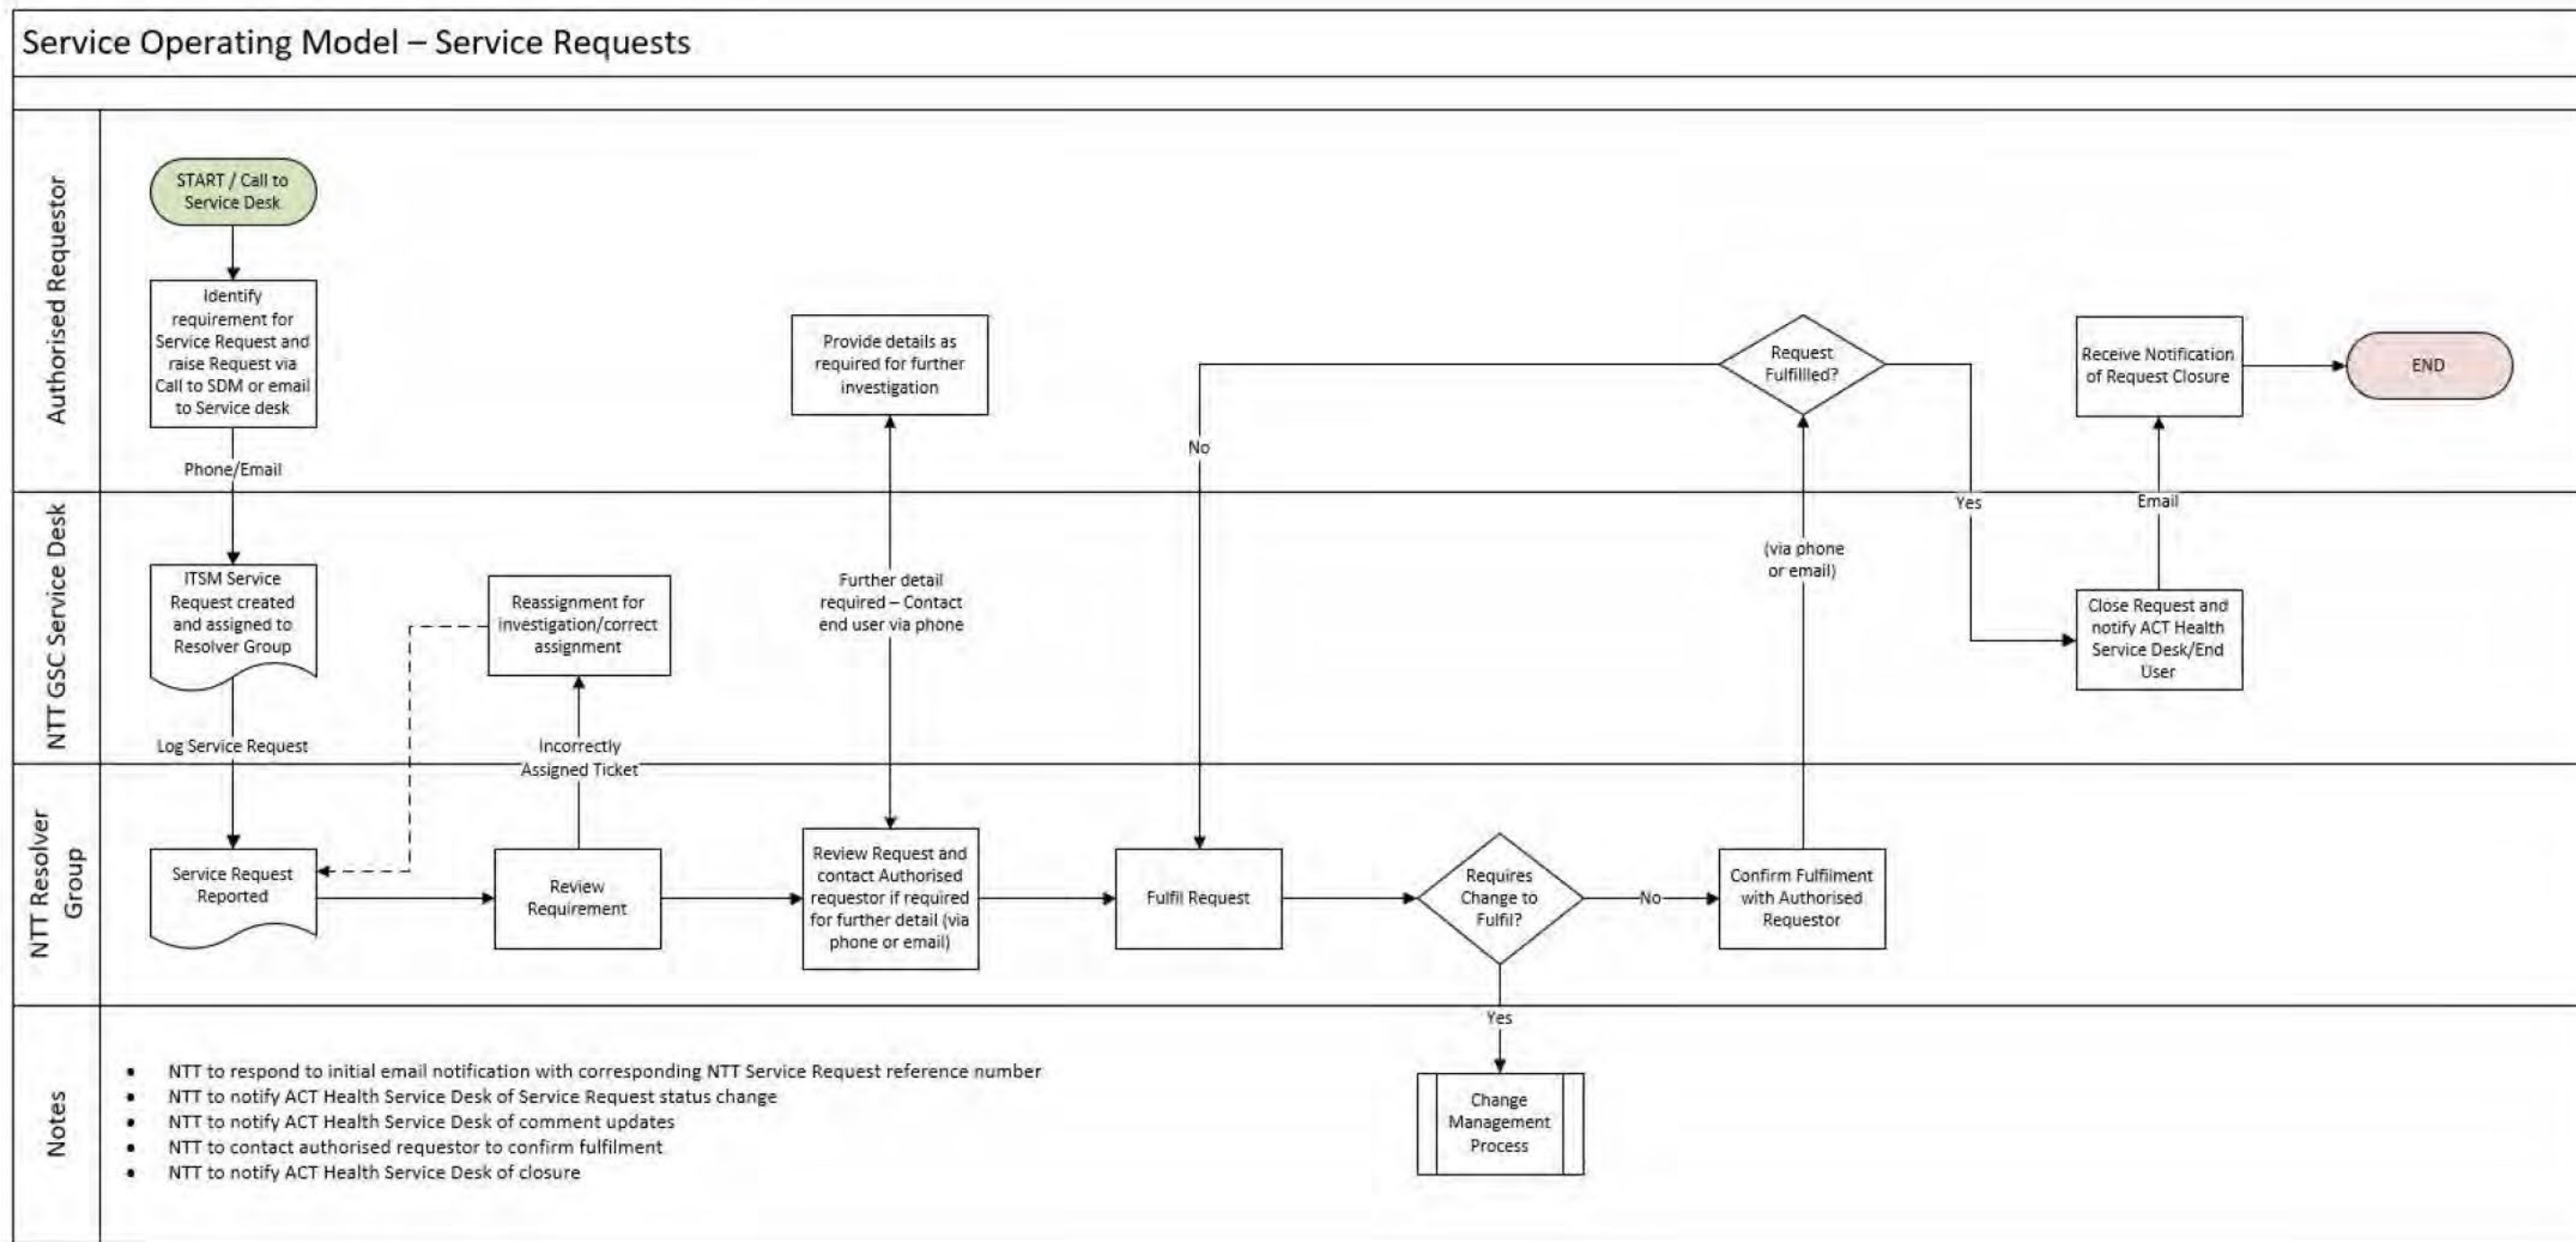 Service Operating Model – Service Requests
Authorised Requestor
START / Call to
Service Desk
Identify
requirement for
Service Request and
raise Request via
Call to SDM or email
to Service desk
Phone/Email
Provide details as
required for further
investigation
Request
Fulfillled?
No
Yes
Receive Notification
of Request Closure
END
NTT GSC Service Desk
ITSM Service
Request created
and assigned to
Resolver Group
Log Service Request
Reassignment for
investigation/correct
assignment
Incorrectly
Assigned Ticket
Further detail
required – Contact
end user via phone
(via phone
or email)
Email
Close Request and
notify ACT Health
Service Desk/End
User
NTT Resolver
Group
Service Request
Reported
Review
Requirement
Review Request and
contact Authorised
requestor if required
for further detail (via
phone or email)
Fulfil Request
Requires
Change to
Fulfil?
No
Confirm Fulfilment
with Authorised
Requestor
Yes
Change
Management
Process
Notes
• NTT to respond to initial email notification with corresponding NTT Service Request reference number
• NTT to notify ACT Health Service Desk of Service Request status change
• NTT to notify ACT Health Service Desk of comment updates
• NTT to contact authorised requestor to confirm fulfilment
• NTT to notify ACT Health Service Desk of closure